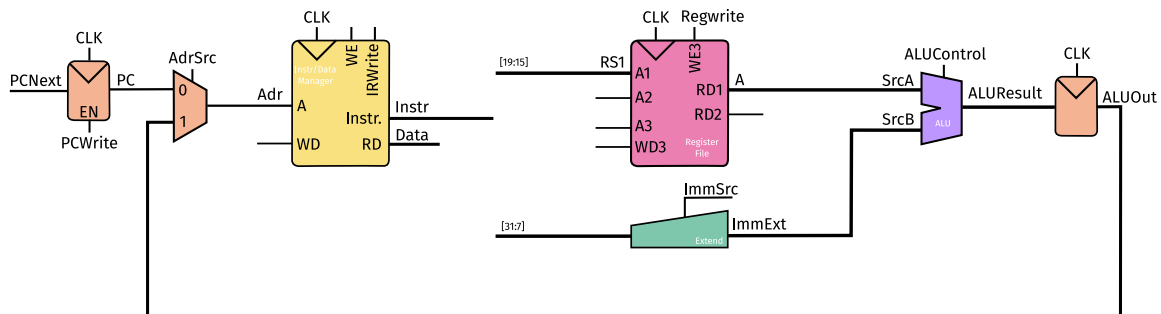 PCNext
CLK
EN
PCWrite
PC
AdrSrc
0
1
Adr
CLK
WE
IRWrite
Instr/Data
Manager
A
Instr.
WD
RD
Instr
Data
[19:15]
RS1
CLK
Regwrite
WE3
A1
A2
A3
WD3
RD1
RD2
Register
File
A
[31:7]
ImmSrc
Extend
ImmExt
ALUControl
SrcA
SrcB
ALU
ALUResult
CLK
ALUOut